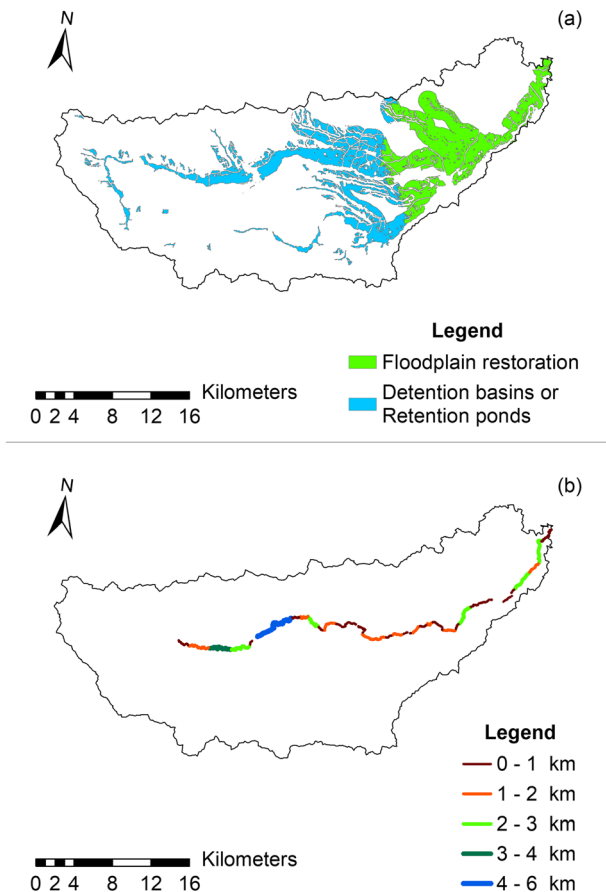 N
(a)
Legend
Floodplain restoration
Detention basins or
Retention ponds
Kilometers
0 2 4 8 12 16
N
(b)
Legend
0 - 1 km
1 - 2 km
2 - 3 km
3 - 4 km
4 - 6 km
Kilometers
0 2 4 8 12 16